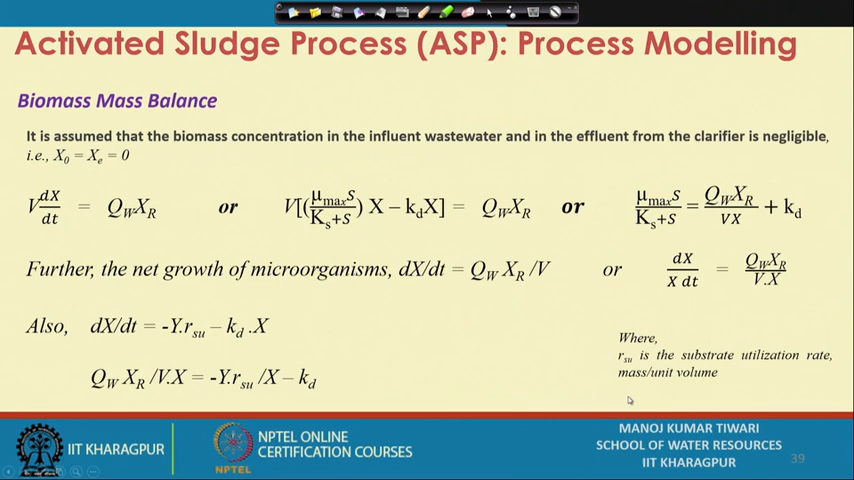 Activated Sludge Process (ASP): Process Modelling
Biomass Mass Balance
It is assumed that the biomass concentration in the influent wastewater and in the effluent from the clarifier is negligible,
i.e., X₀ = Xₑ = 0
V dX/dt = Q_W X_R or V[(μ_max S / K_s+S) X – k_d X] = Q_W X_R or μ_max S / K_s+S = Q_W X_R / VX + k_d
Further, the net growth of microorganisms, dX/dt = Q_W X_R /V or dX / X dt = Q_W X_R / V.X
Also, dX/dt = -Y.r_su – k_d .X
Where,
r_su is the substrate utilization rate,
mass/unit volume
Q_W X_R /V.X = -Y.r_su /X – k_d
IIT KHARAGPUR
NPTEL
NPTEL ONLINE
CERTIFICATION COURSES
MANOJ KUMAR TIWARI
SCHOOL OF WATER RESOURCES
IIT KHARAGPUR
39